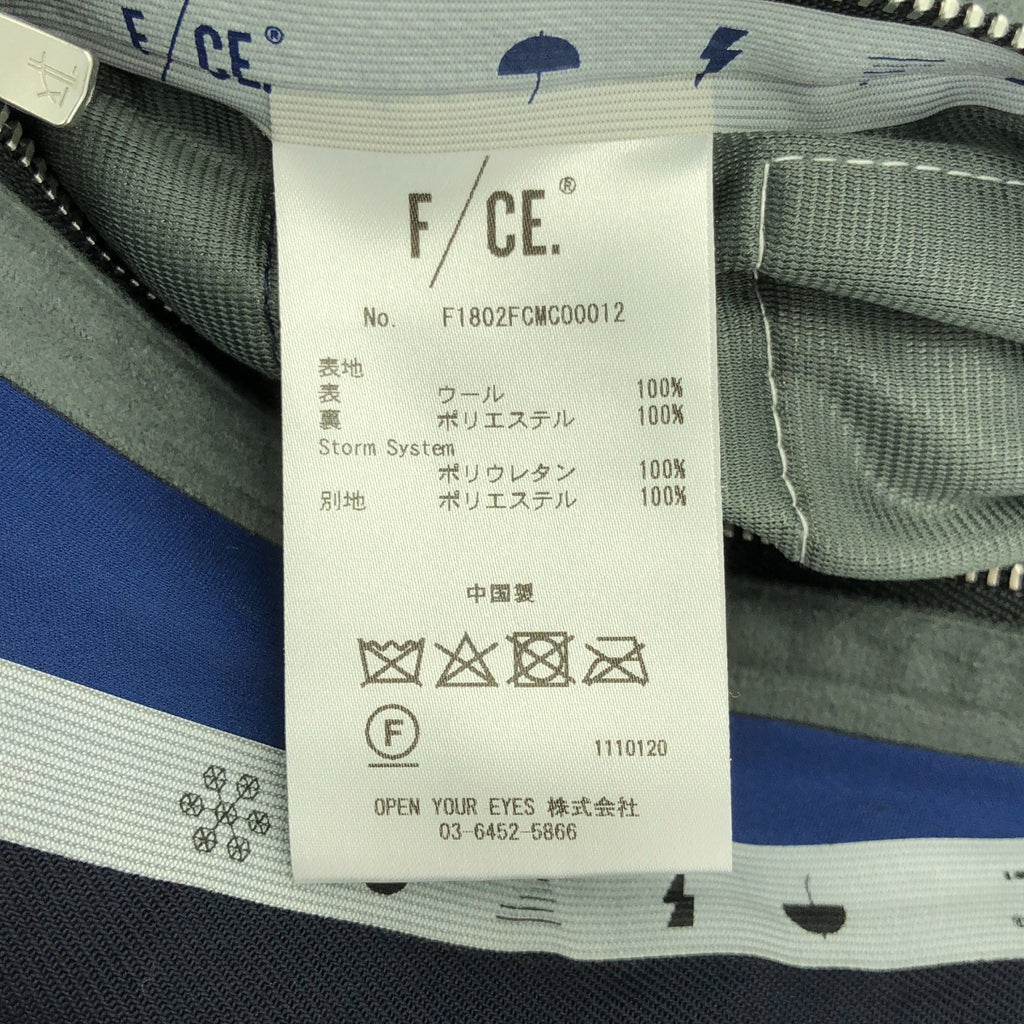 F/CE.®
F/CE.®
No. F1802FCMC00012
表地
表 ウール 100%
裏 ポリエステル 100%
Storm System
ポリウレタン 100%
別地 ポリエステル 100%
中国製
F
1110120
OPEN YOUR EYES 株式会社
03-6452-5866